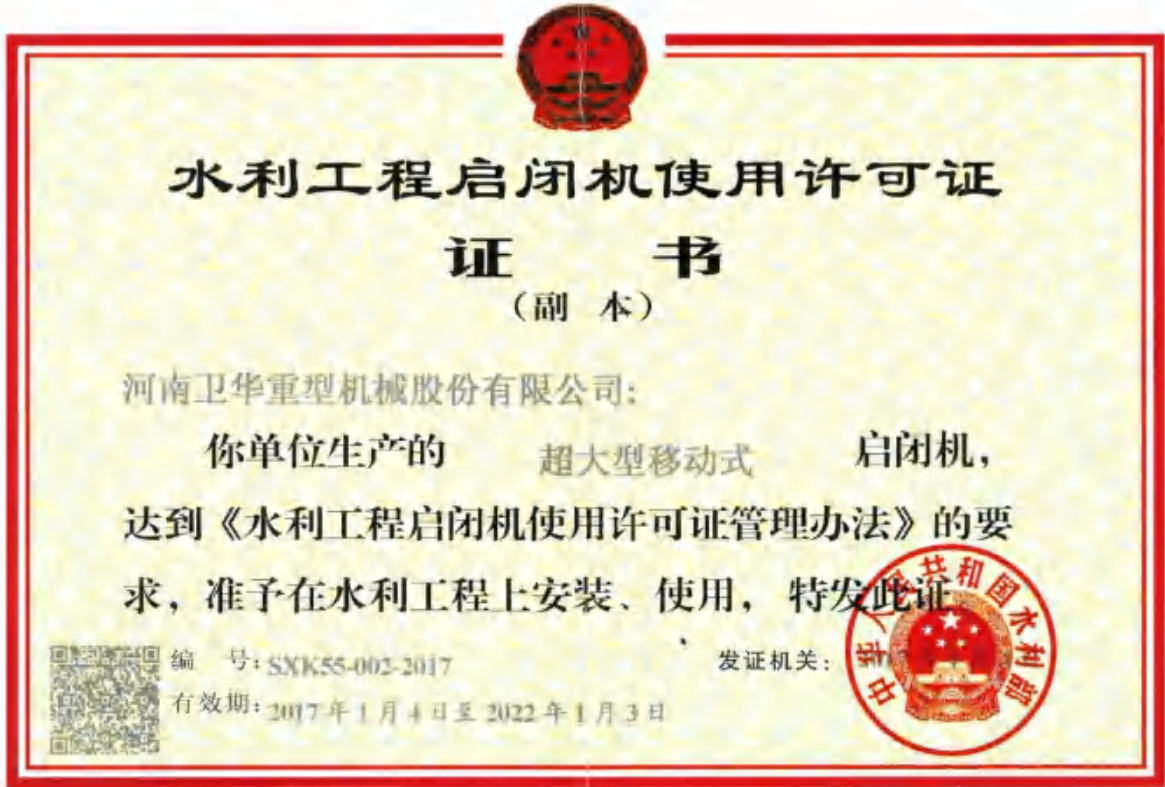 水利工程启闭机使用许可证
证 书
（副 本）
河南卫华重型机械股份有限公司：
你单位生产的 超大型移动式 启闭机，
达到《水利工程启闭机使用许可证管理办法》的要
求，准予在水利工程上安装、使用，特发此证
编 号：SXK55-002-2017
发证机关：
有效期：2017年1月4日至2022年1月3日
中华人民共和国水利部